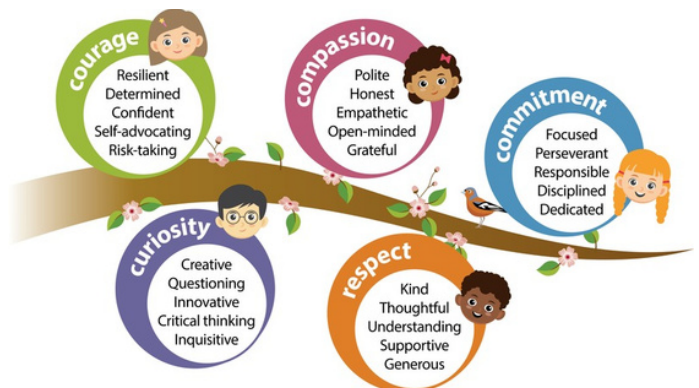 courage
Resilient
Determined
Confident
Self-advocating
Risk-taking
compassion
Polite
Honest
Empathetic
Open-minded
Grateful
commitment
Focused
Perseverant
Responsible
Disciplined
Dedicated
curiosity
Creative
Questioning
Innovative
Critical thinking
Inquisitive
respect
Kind
Thoughtful
Understanding
Supportive
Generous